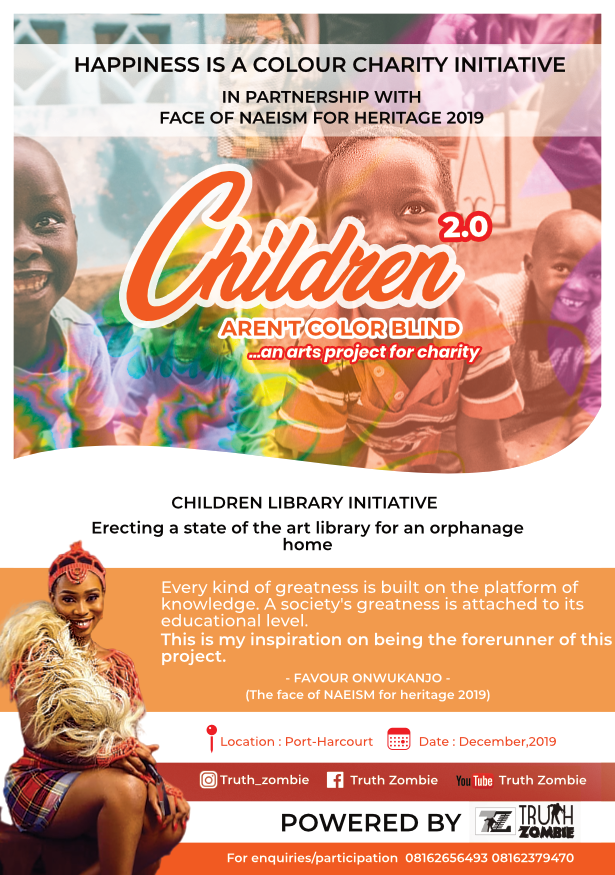 HAPPINESS IS A COLOUR CHARITY INITIATIVE
IN PARTNERSHIP WITH
FACE OF NAEISM FOR HERITAGE 2019
Children 2.0
AREN'T COLOR BLIND
...an arts project for charity
CHILDREN LIBRARY INITIATIVE
Erecting a state of the art library for an orphanage
home
Every kind of greatness is built on the platform of
knowledge. A society's greatness is attached to its
educational level.
This is my inspiration on being the forerunner of this
project.
- FAVOUR ONWUKANJO -
(The face of NAEISM for heritage 2019)
Location : Port-Harcourt Date : December,2019
Truth_zombie Truth Zombie YouTube Truth Zombie
POWERED BY TZ TRUTH
ZOMBIE
For enquiries/participation 08162656493 08162379470